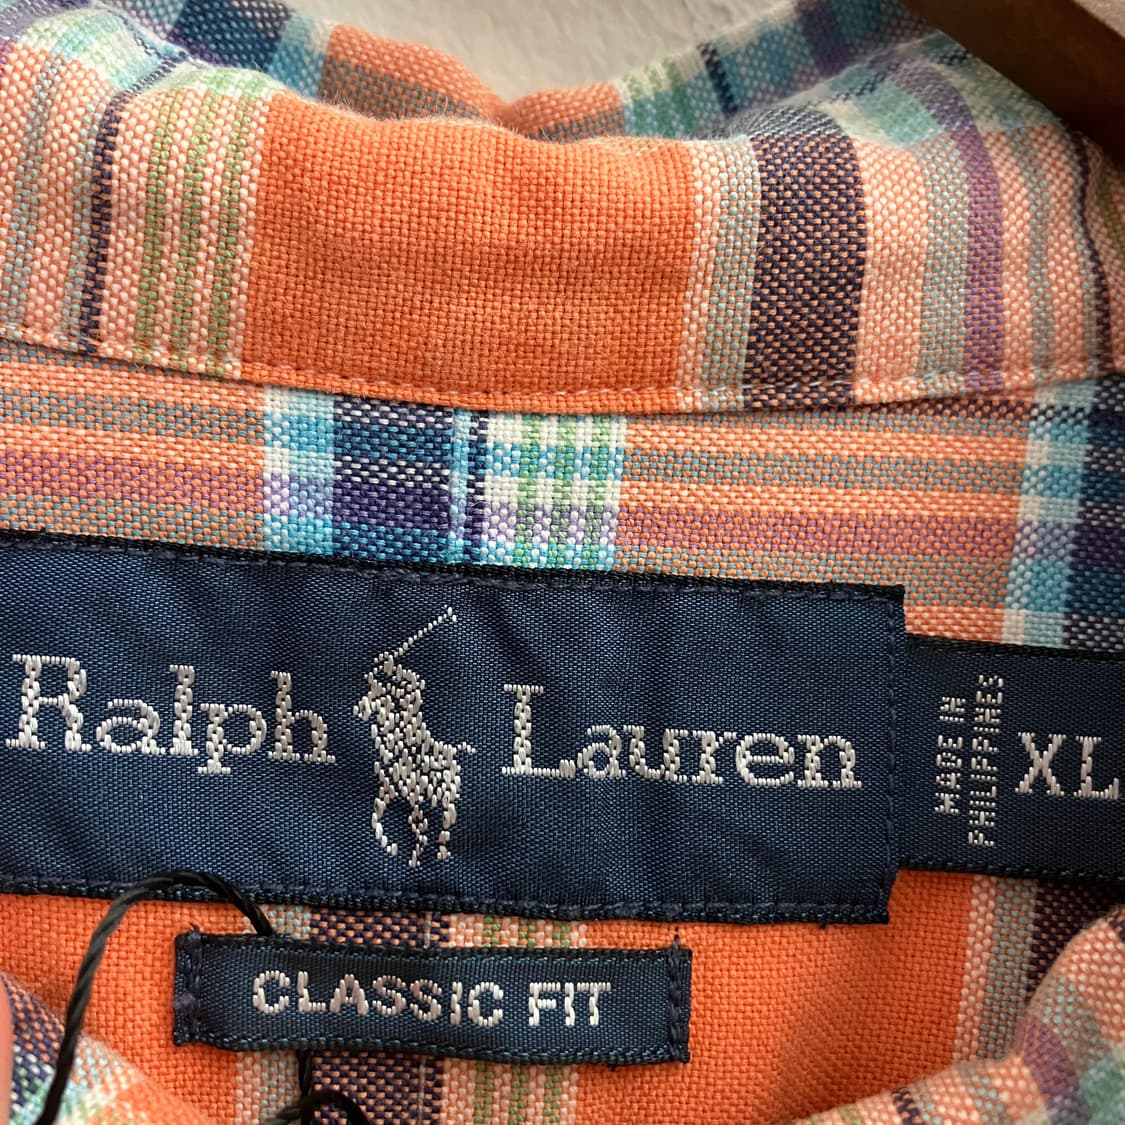 Ralph Lauren
MADE IN
PHILIPPINES
XL
CLASSIC FIT